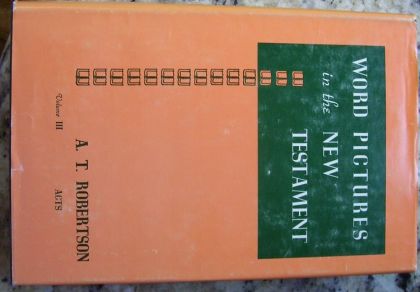 WORD PICTURES
in the NEW
TESTAMENT
A. T. ROBERTSON
Volume III
ACTS